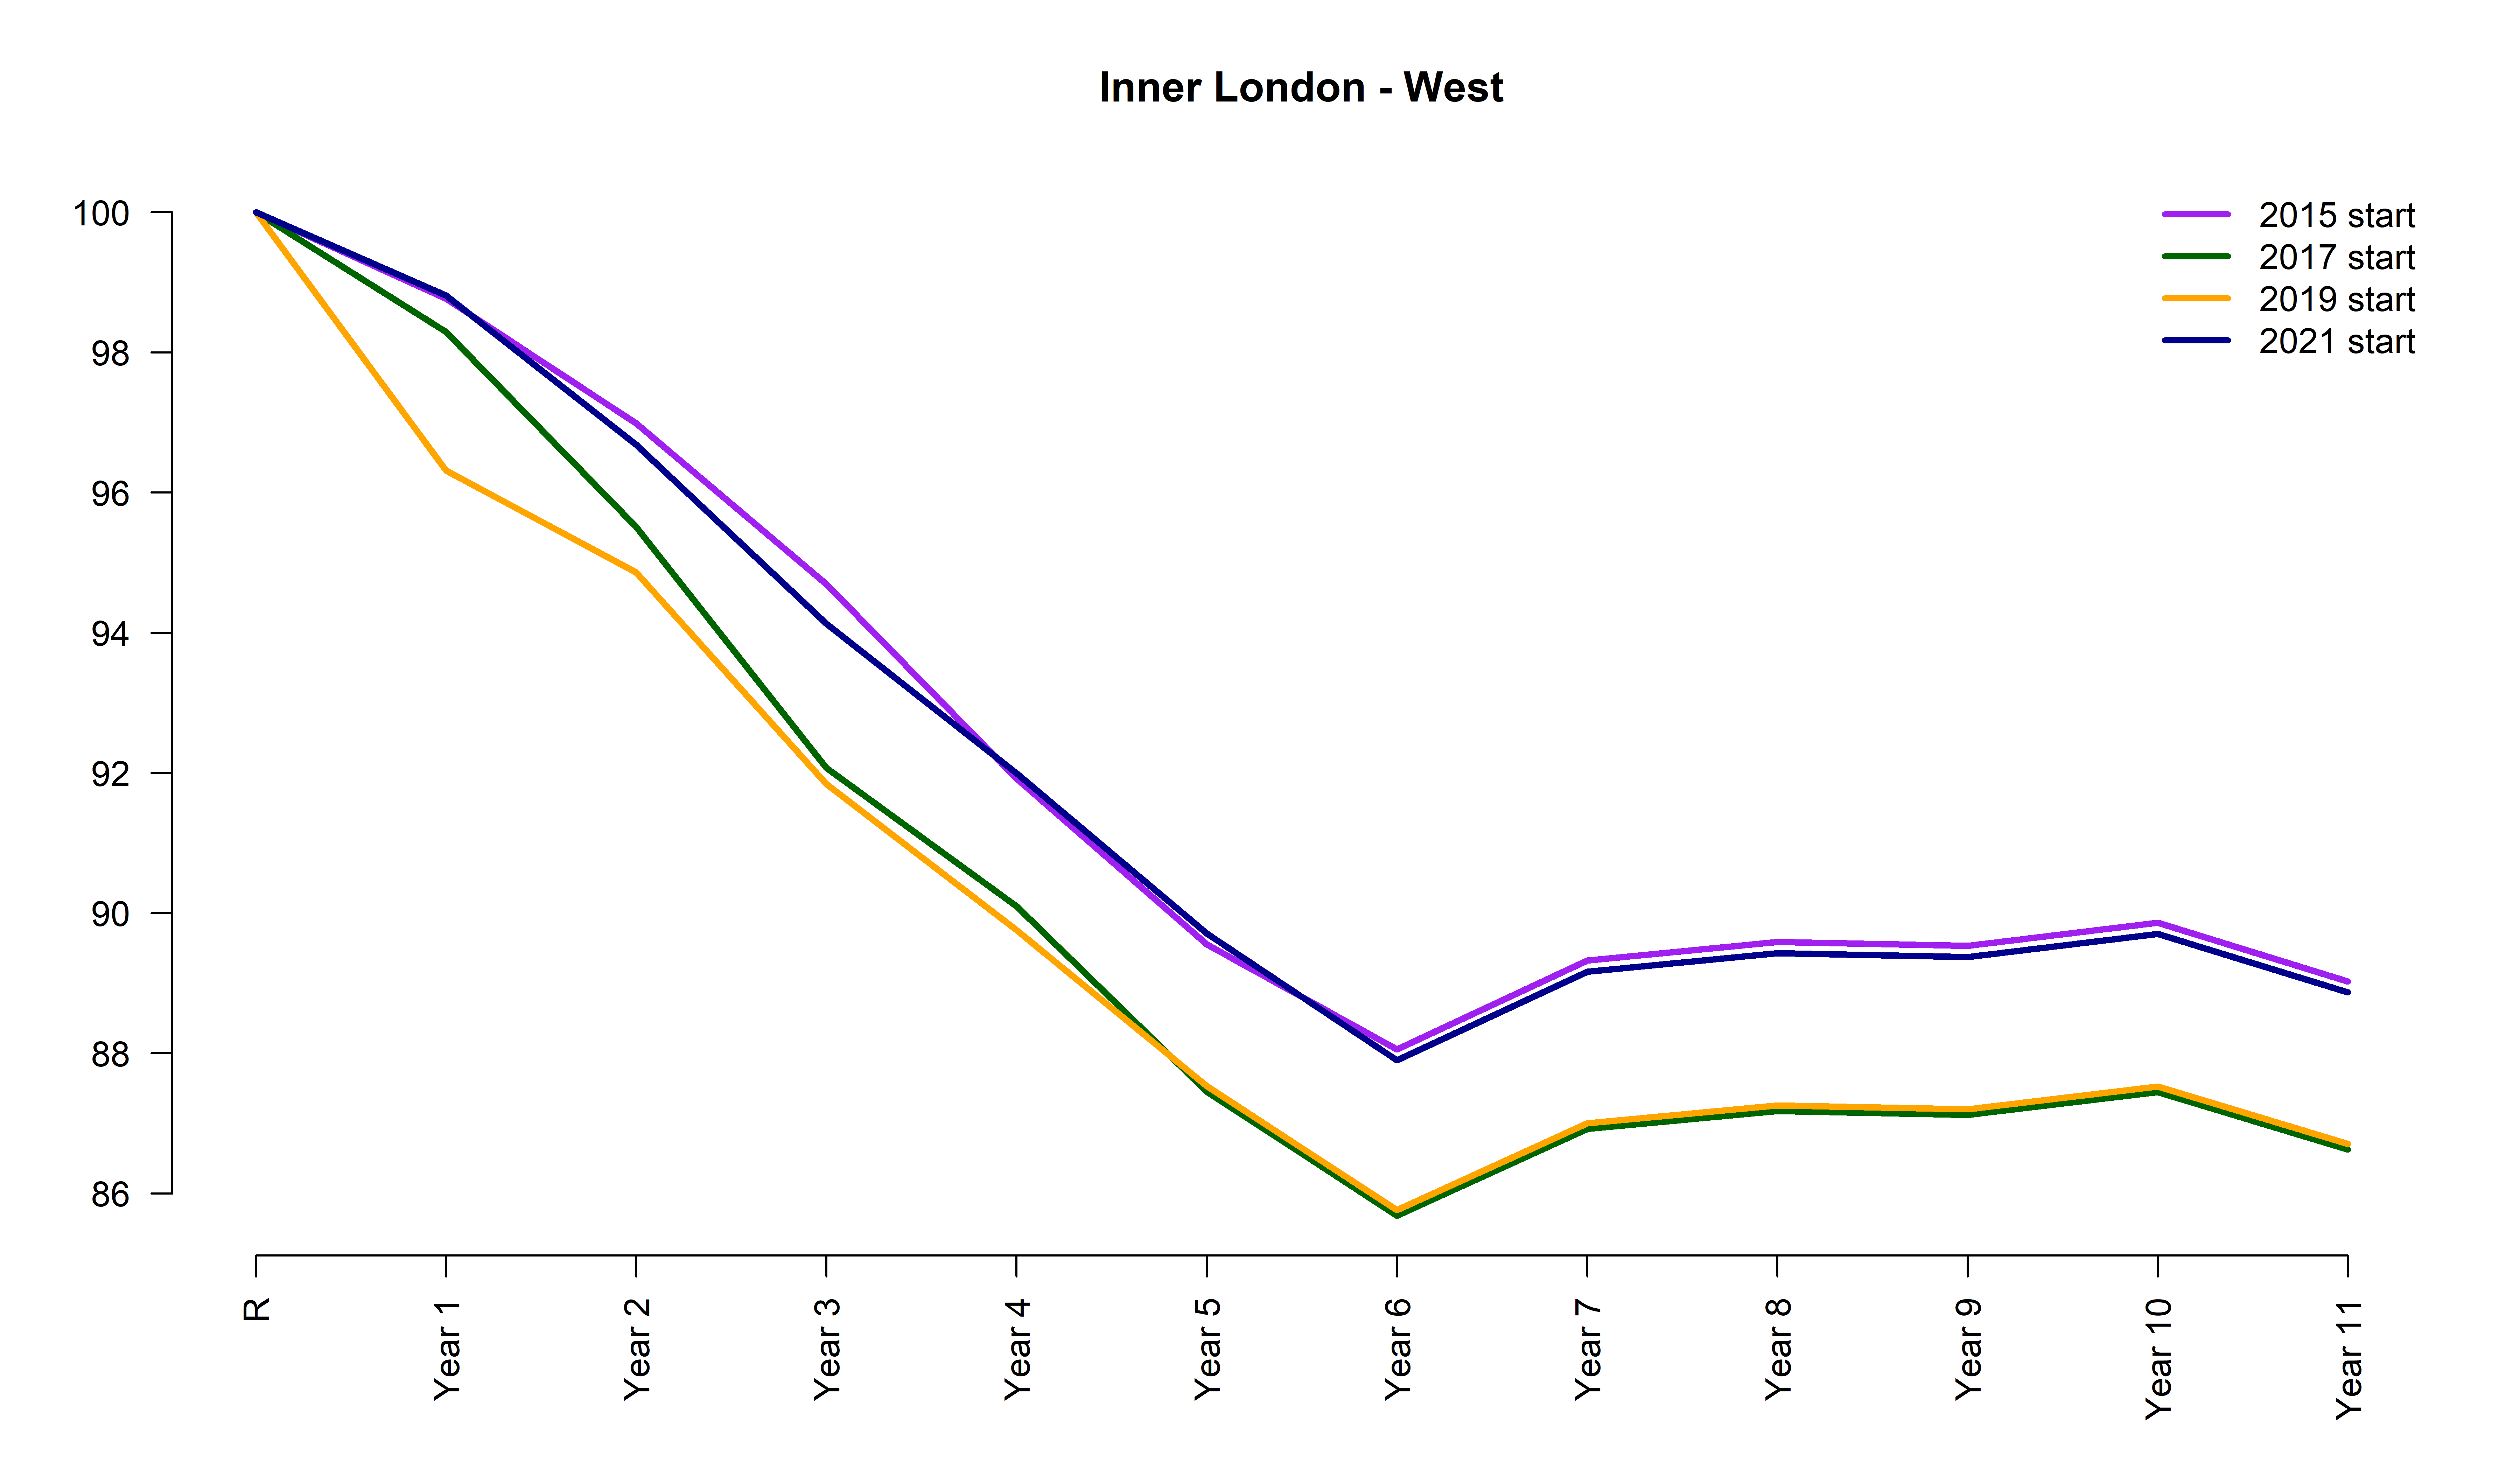 Inner London - West
2015 start
2017 start
2019 start
2021 start
100
98
96
94
92
90
88
86
R
Year 1
Year 2
Year 3
Year 4
Year 5
Year 6
Year 7
Year 8
Year 9
Year 10
Year 11